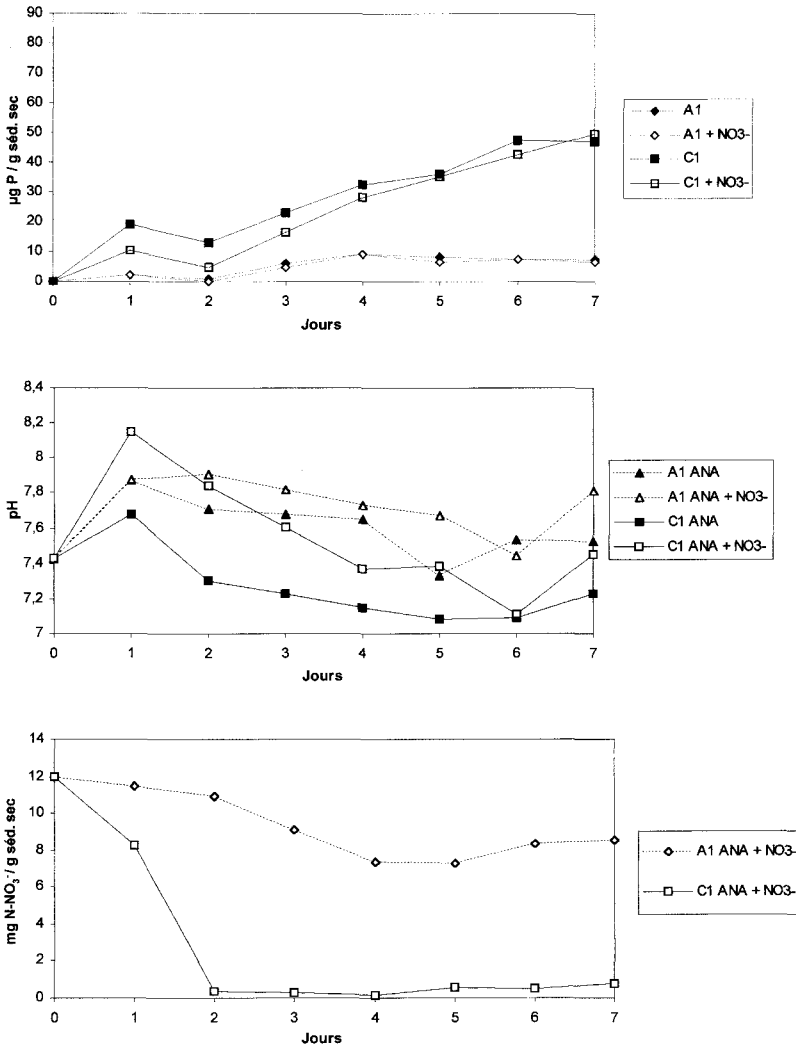 90
80
70
60
50
40
30
20
10
0
µg P / g séd. sec
0 1 2 3 4 5 6 7
Jours
A1
A1 + NO3-
C1
C1 + NO3-
8,4
8,2
8
7,8
7,6
7,4
7,2
7
pH
0 1 2 3 4 5 6 7
Jours
A1 ANA
A1 ANA + NO3-
C1 ANA
C1 ANA + NO3-
14
12
10
8
6
4
2
0
mg N-NO₃⁻/ g séd. sec
0 1 2 3 4 5 6 7
Jours
A1 ANA + NO3-
C1 ANA + NO3-